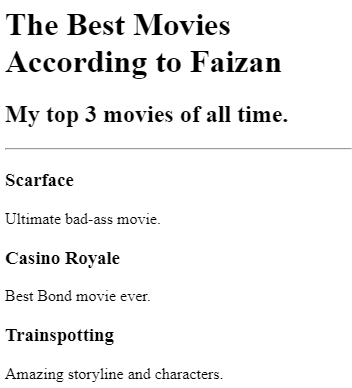 The Best Movies
According to Faizan
My top 3 movies of all time.
Scarface
Ultimate bad-ass movie.
Casino Royale
Best Bond movie ever.
Trainspotting
Amazing storyline and characters.